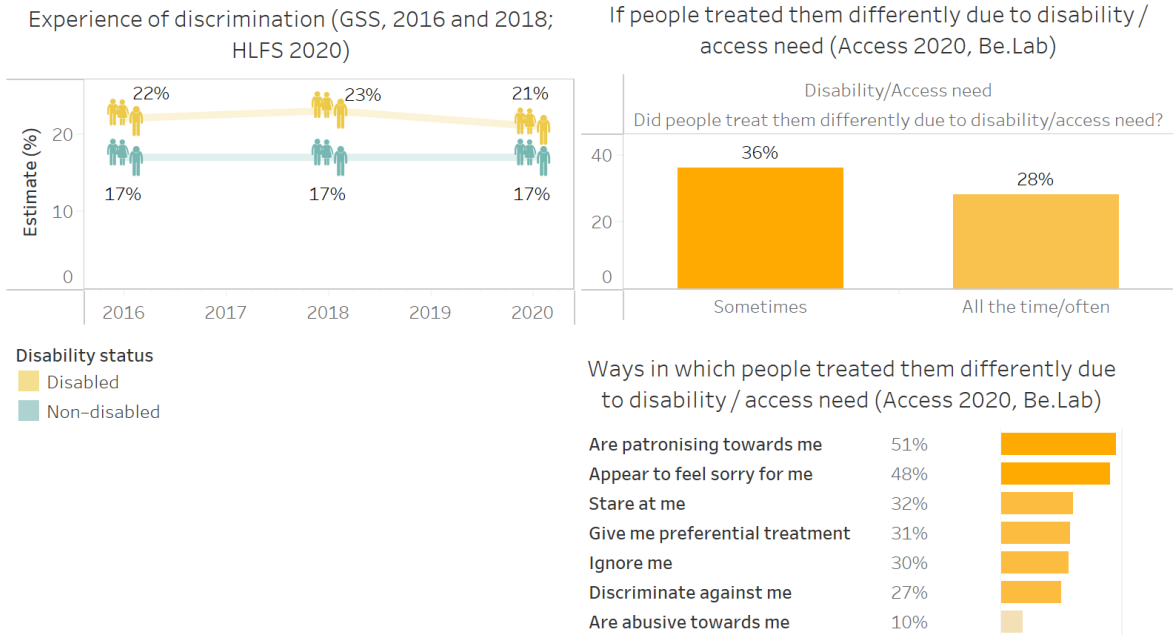 Experience of discrimination (GSS, 2016 and 2018;
HLFS 2020)
Estimate (%)
20
10
0
22%
23%
21%
17%
17%
17%
2016
2017
2018
2019
2020
Disability status
Disabled
Non-disabled
If people treated them differently due to disability /
access need (Access 2020, Be.Lab)
Disability/Access need
Did people treat them differently due to disability/access need?
40
20
0
36%
28%
Sometimes
All the time/often
Ways in which people treated them differently due
to disability / access need (Access 2020, Be.Lab)
Are patronising towards me 51%
Appear to feel sorry for me 48%
Stare at me 32%
Give me preferential treatment 31%
Ignore me 30%
Discriminate against me 27%
Are abusive towards me 10%